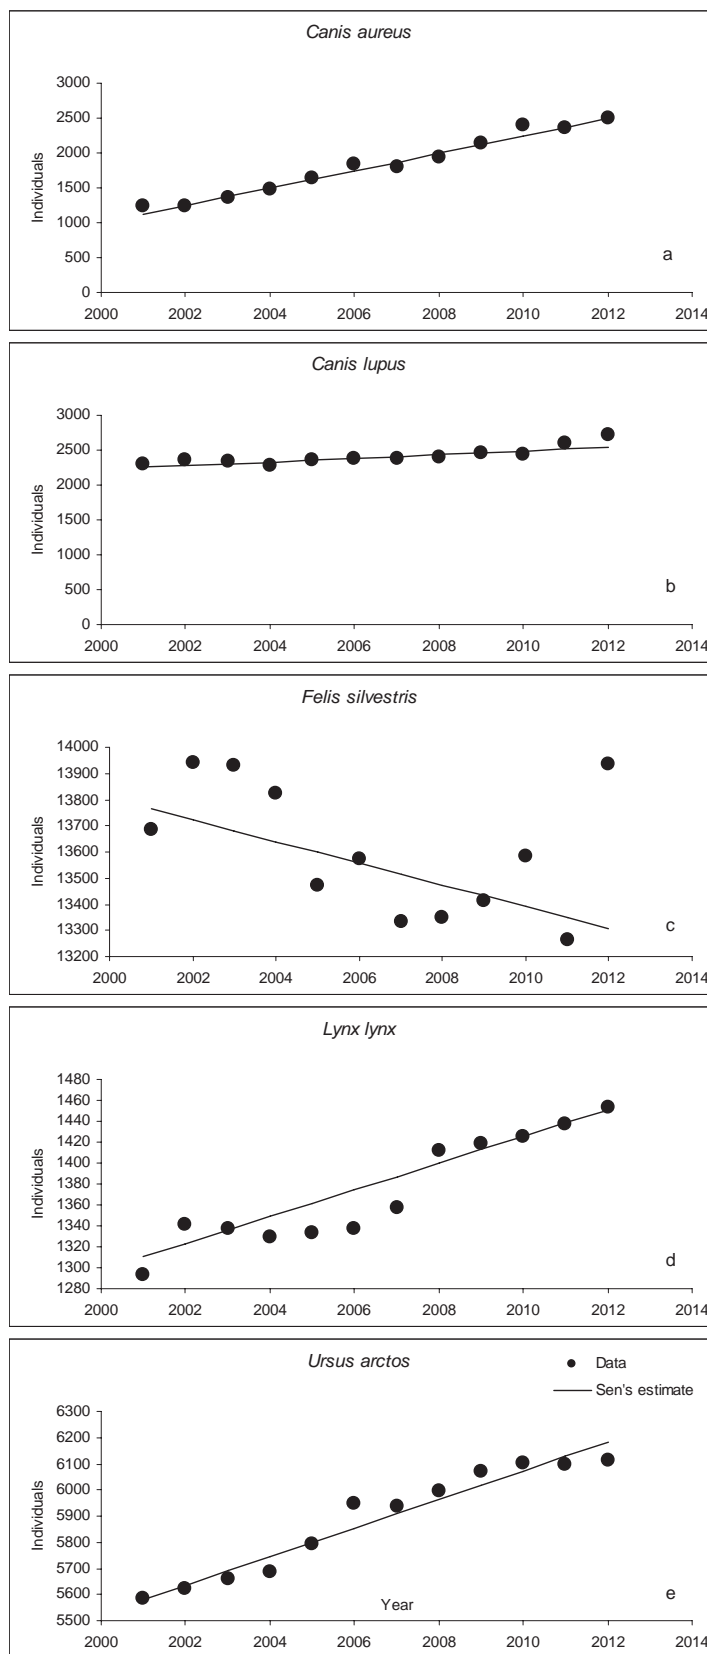 Canis aureus
3000
2500
2000
1500
1000
500
0
Individuals
a
2000 2002 2004 2006 2008 2010 2012 2014
Canis lupus
3000
2500
2000
1500
1000
500
0
Individuals
b
2000 2002 2004 2006 2008 2010 2012 2014
Felis silvestris
14000
13900
13800
13700
13600
13500
13400
13300
13200
Individuals
c
2000 2002 2004 2006 2008 2010 2012 2014
Lynx lynx
1480
1460
1440
1420
1400
1380
1360
1340
1320
1300
1280
Individuals
d
2000 2002 2004 2006 2008 2010 2012 2014
Ursus arctos
Data
Sen's estimate
6300
6200
6100
6000
5900
5800
5700
5600
5500
Individuals
Year
e
2000 2002 2004 2006 2008 2010 2012 2014